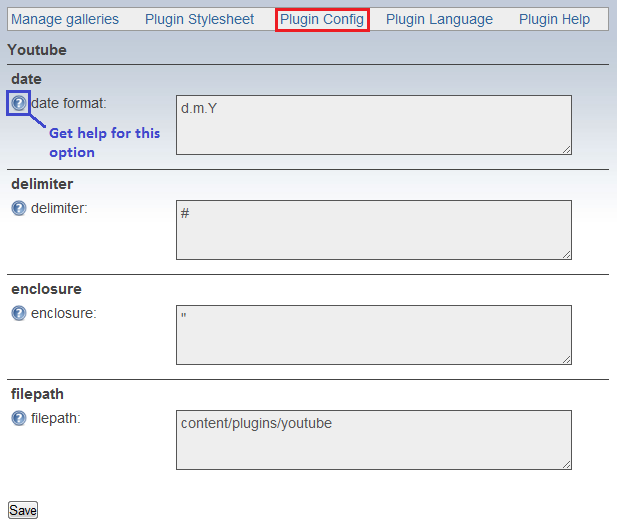 Manage galleries Plugin Stylesheet Plugin Config Plugin Language Plugin Help
Youtube
date
? date format: d.m.Y
Get help for this
option
delimiter
? delimiter: #
enclosure
? enclosure: "
filepath
? filepath: content/plugins/youtube
Save